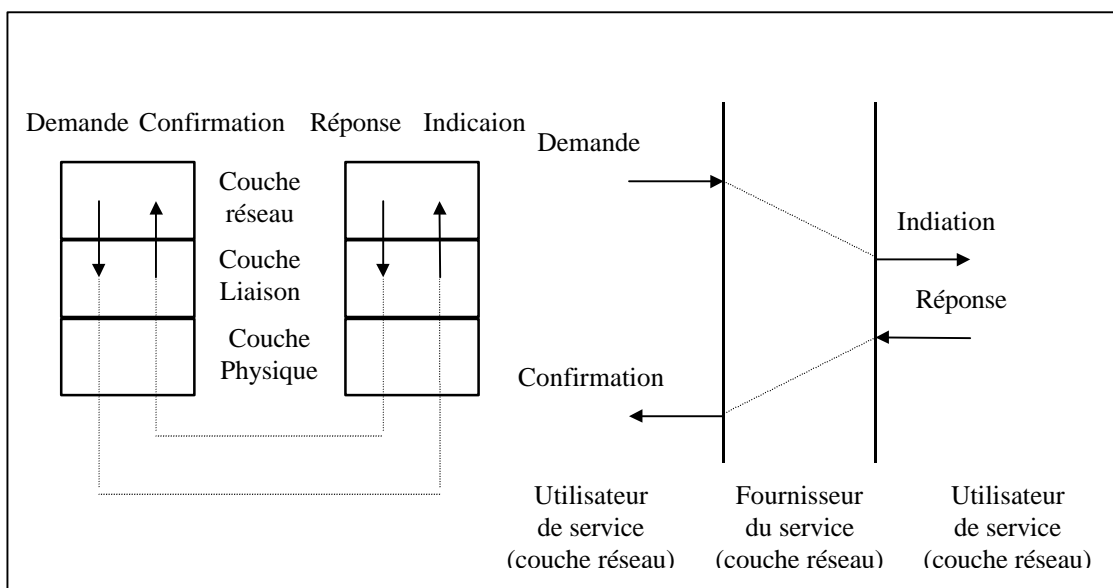 Demande Confirmation Réponse Indicaion
Couche
réseau
Couche
Liaison
Couche
Physique
Demande
Indiation
Réponse
Confirmation
Utilisateur
de service
(couche réseau)
Fournisseur
du service
(couche réseau)
Utilisateur
de service
(couche réseau)